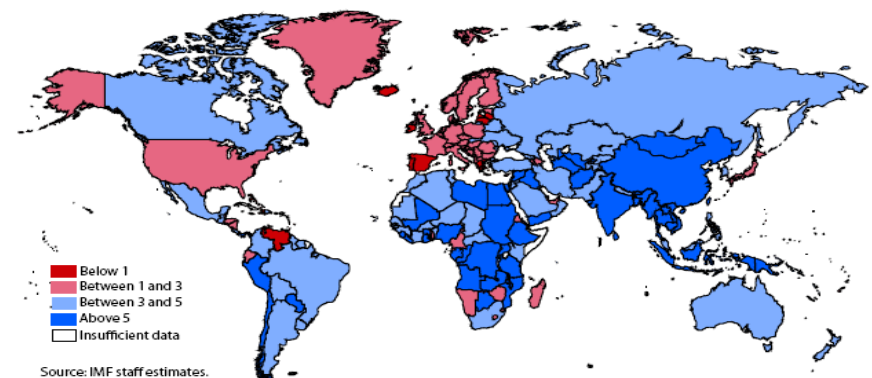 Below 1
Between 1 and 3
Between 3 and 5
Above 5
Insufficient data
Source: IMF staff estimates.